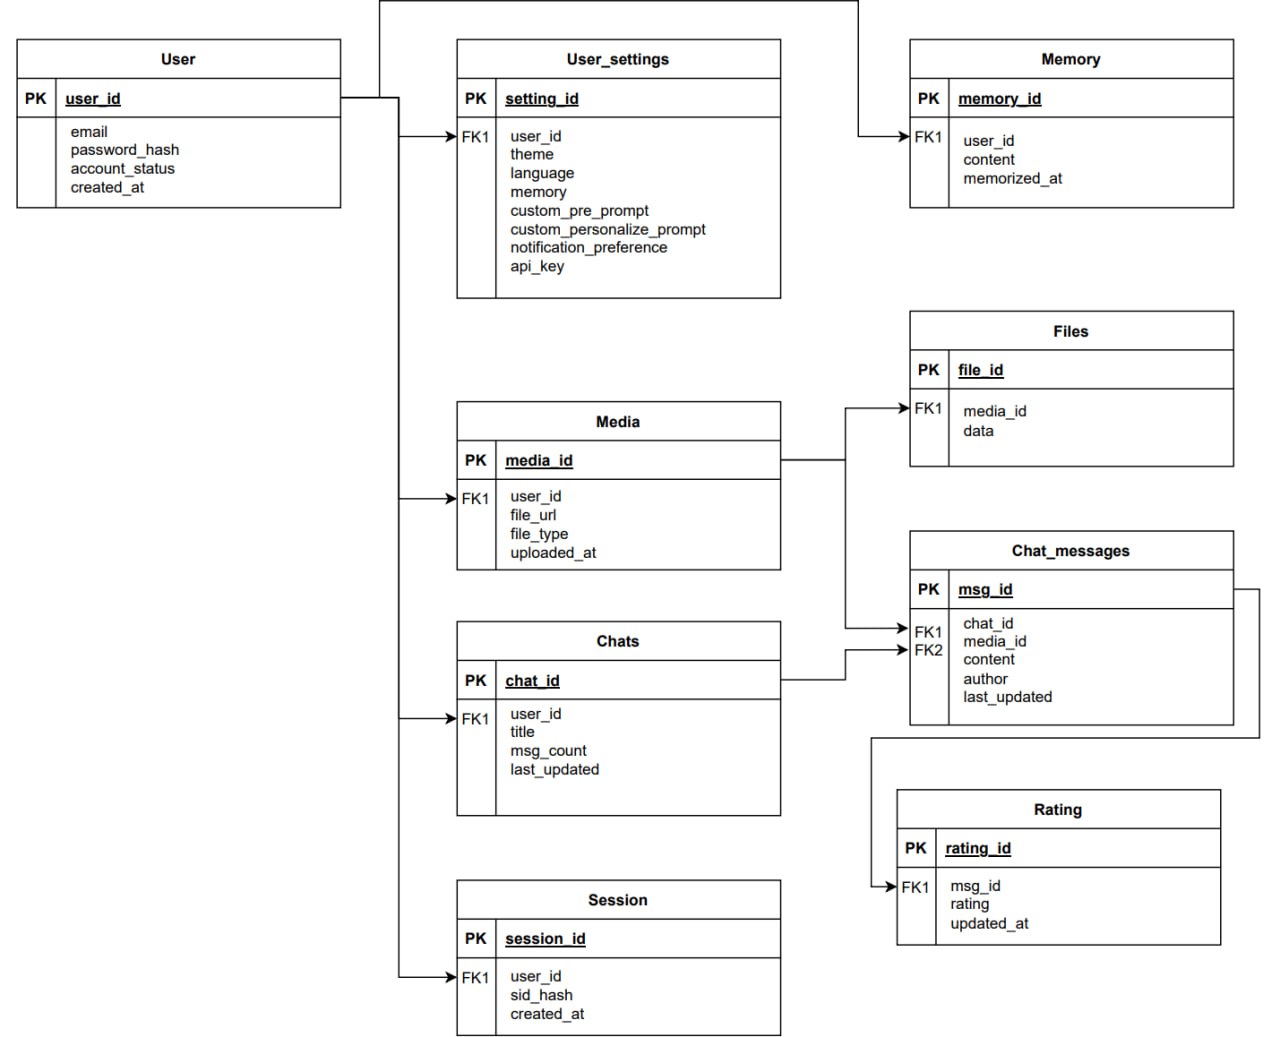 User
PK user_id
email
password_hash
account_status
created_at
User_settings
PK setting_id
FK1 user_id
theme
language
memory
custom_pre_prompt
custom_personalize_prompt
notification_preference
api_key
Memory
PK memory_id
FK1 user_id
content
memorized_at
Files
PK file_id
FK1 media_id
data
Media
PK media_id
FK1 user_id
file_url
file_type
uploaded_at
Chat_messages
PK msg_id
FK1 chat_id
FK2 media_id
content
author
last_updated
Chats
PK chat_id
FK1 user_id
title
msg_count
last_updated
Rating
PK rating_id
FK1 msg_id
rating
updated_at
Session
PK session_id
FK1 user_id
sid_hash
created_at